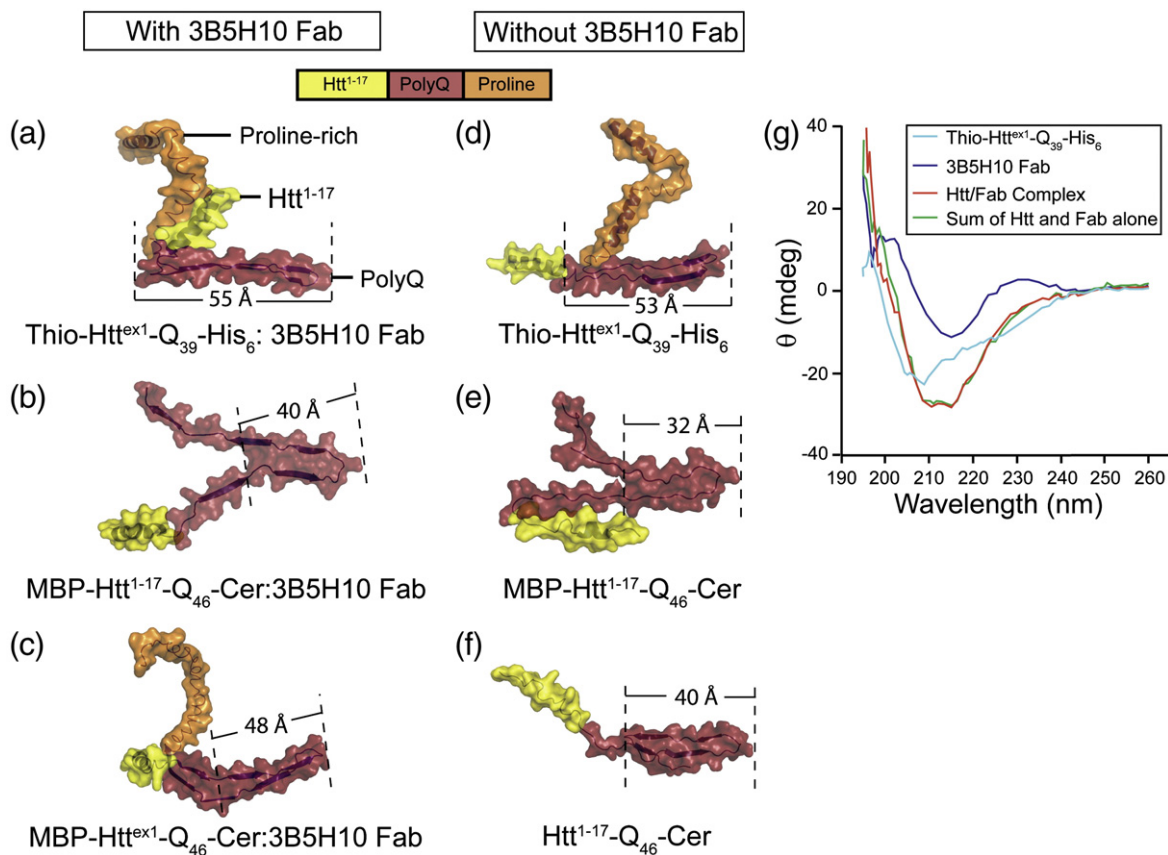 With 3B5H10 Fab
Without 3B5H10 Fab
Htt1-17 PolyQ Proline
(a)
Proline-rich
Htt1-17
PolyQ
55 Å
Thio-Httex1-Q39-His6: 3B5H10 Fab
(d)
53 Å
Thio-Httex1-Q39-His6
(g)
40
20
0
-20
-40
θ (mdeg)
Thio-Httex1-Q39-His6
3B5H10 Fab
Htt/Fab Complex
Sum of Htt and Fab alone
190 200 210 220 230 240 250 260
Wavelength (nm)
(b)
40 Å
MBP-Htt1-17-Q46-Cer:3B5H10 Fab
(e)
32 Å
MBP-Htt1-17-Q46-Cer
(c)
48 Å
MBP-Httex1-Q46-Cer:3B5H10 Fab
(f)
40 Å
Htt1-17-Q46-Cer